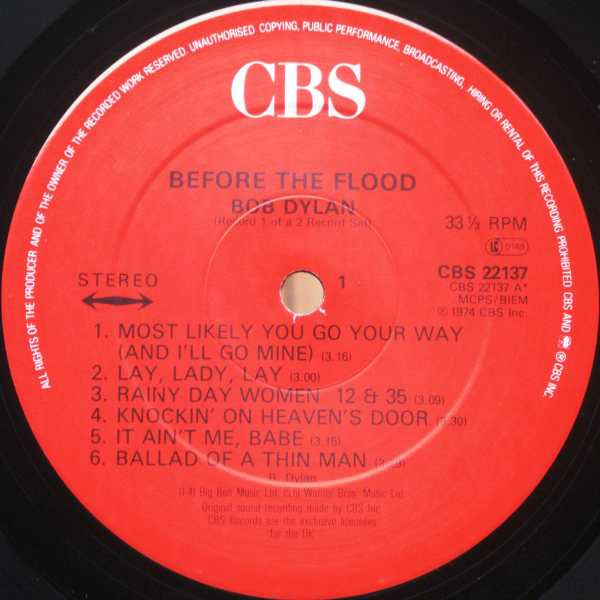 ALL RIGHTS OF THE PRODUCER AND OF THE OWNER OF THE RECORDED WORK RESERVED. UNAUTHORISED COPYING, PUBLIC PERFORMANCE, BROADCASTING, HIRING OR RENTAL OF THIS RECORDING PROHIBITED CBS AND ℗ CBS INC.
CBS
BEFORE THE FLOOD
BOB DYLAN
(Record 1 of a 2 Record Set)
33 ⅓ RPM
LC 0149
STEREO
1
CBS 22137
CBS 22137 A*
MCPS/BIEM
℗ 1974 CBS Inc.
1. MOST LIKELY YOU GO YOUR WAY
(AND I'LL GO MINE) (3.16)
2. LAY, LADY, LAY (3.00)
3. RAINY DAY WOMEN 12 & 35 (3.09)
4. KNOCKIN' ON HEAVEN'S DOOR
5. IT AIN'T ME, BABE (3.15)
6. BALLAD OF A THIN MAN
B. Dylan
Big Ben Music Ltd. Warner Bros. Music Ltd.
Original sound recording made by CBS Inc.
CBS Records are the exclusive licensees
for the UK